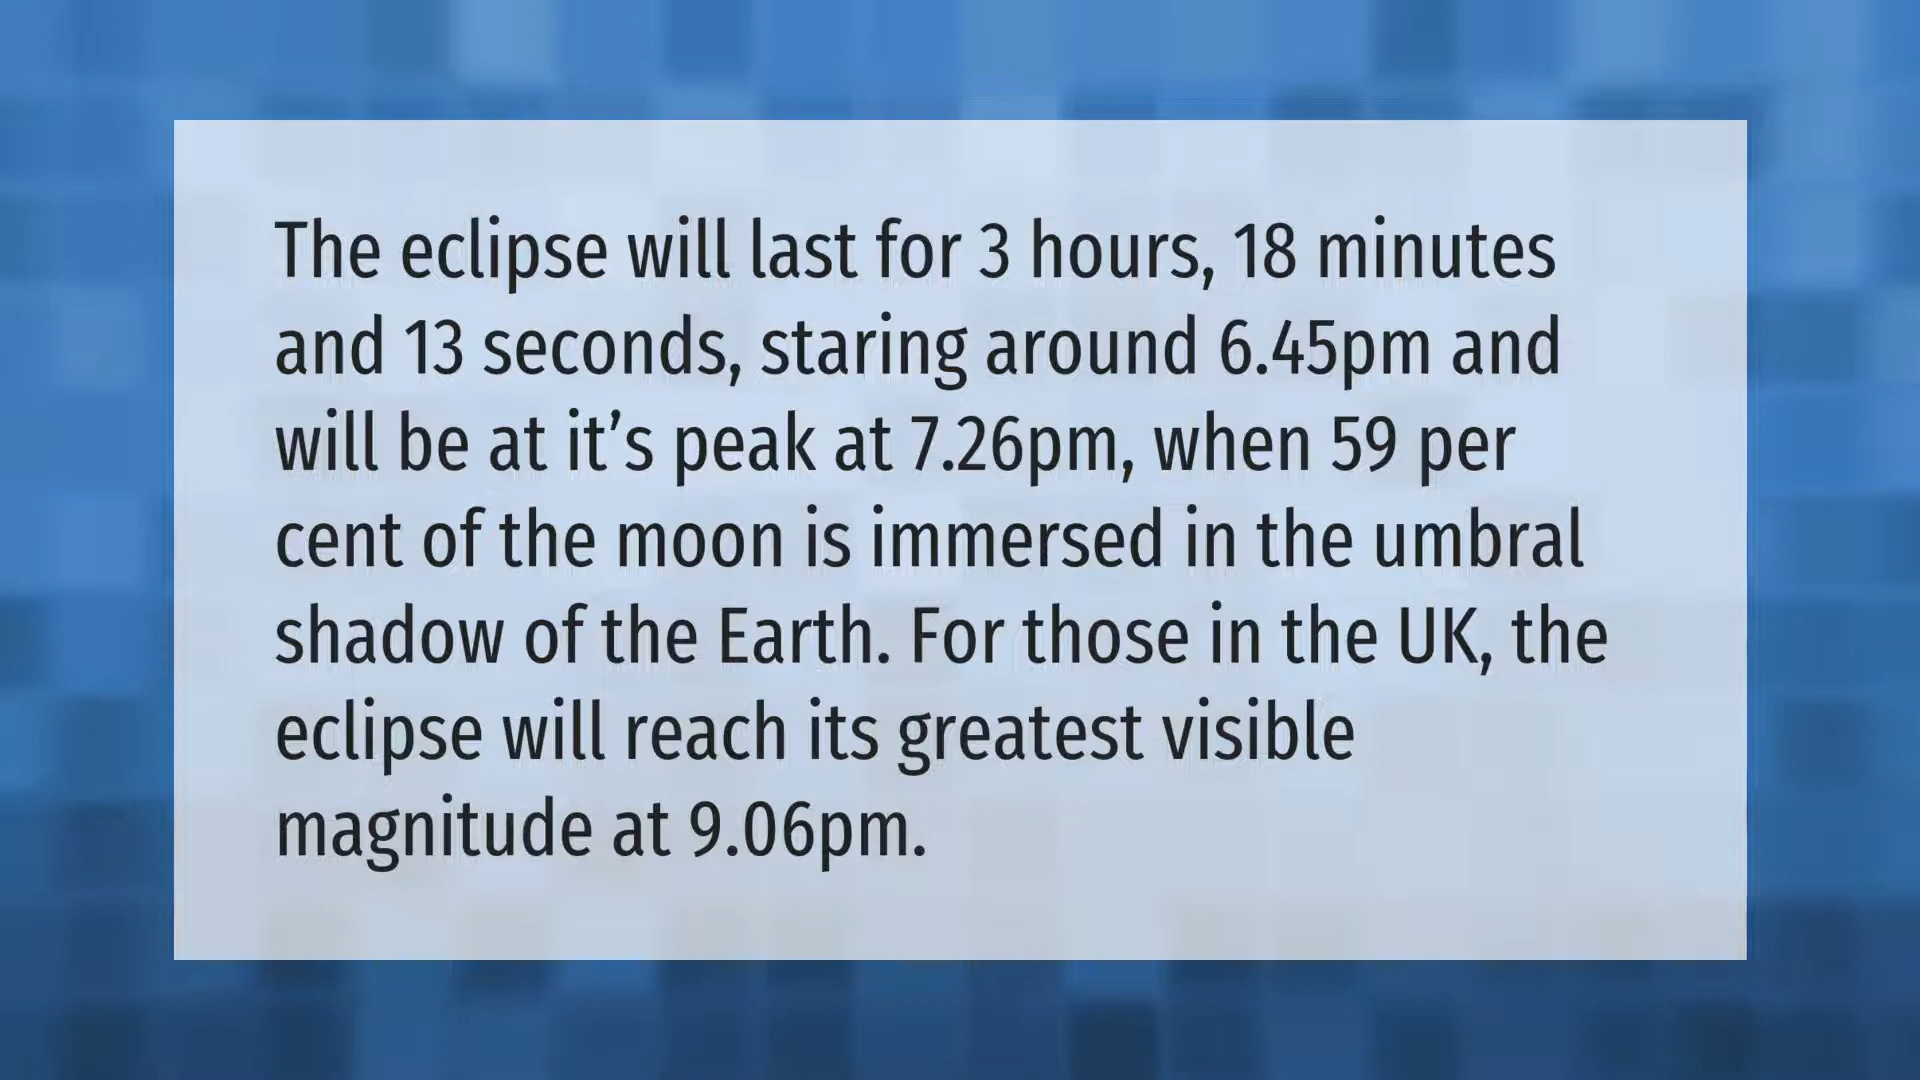 The eclipse will last for 3 hours, 18 minutes
and 13 seconds, staring around 6.45pm and
will be at it’s peak at 7.26pm, when 59 per
cent of the moon is immersed in the umbral
shadow of the Earth. For those in the UK, the
eclipse will reach its greatest visible
magnitude at 9.06pm.